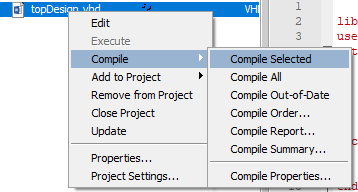 topDesign.vhd
VH
Edit
Execute
Compile
Add to Project
Remove from Project
Close Project
Update
Properties...
Project Settings...
Compile Selected
Compile All
Compile Out-of-Date
Compile Order...
Compile Report...
Compile Summary...
Compile Properties...
1
2
lib
use